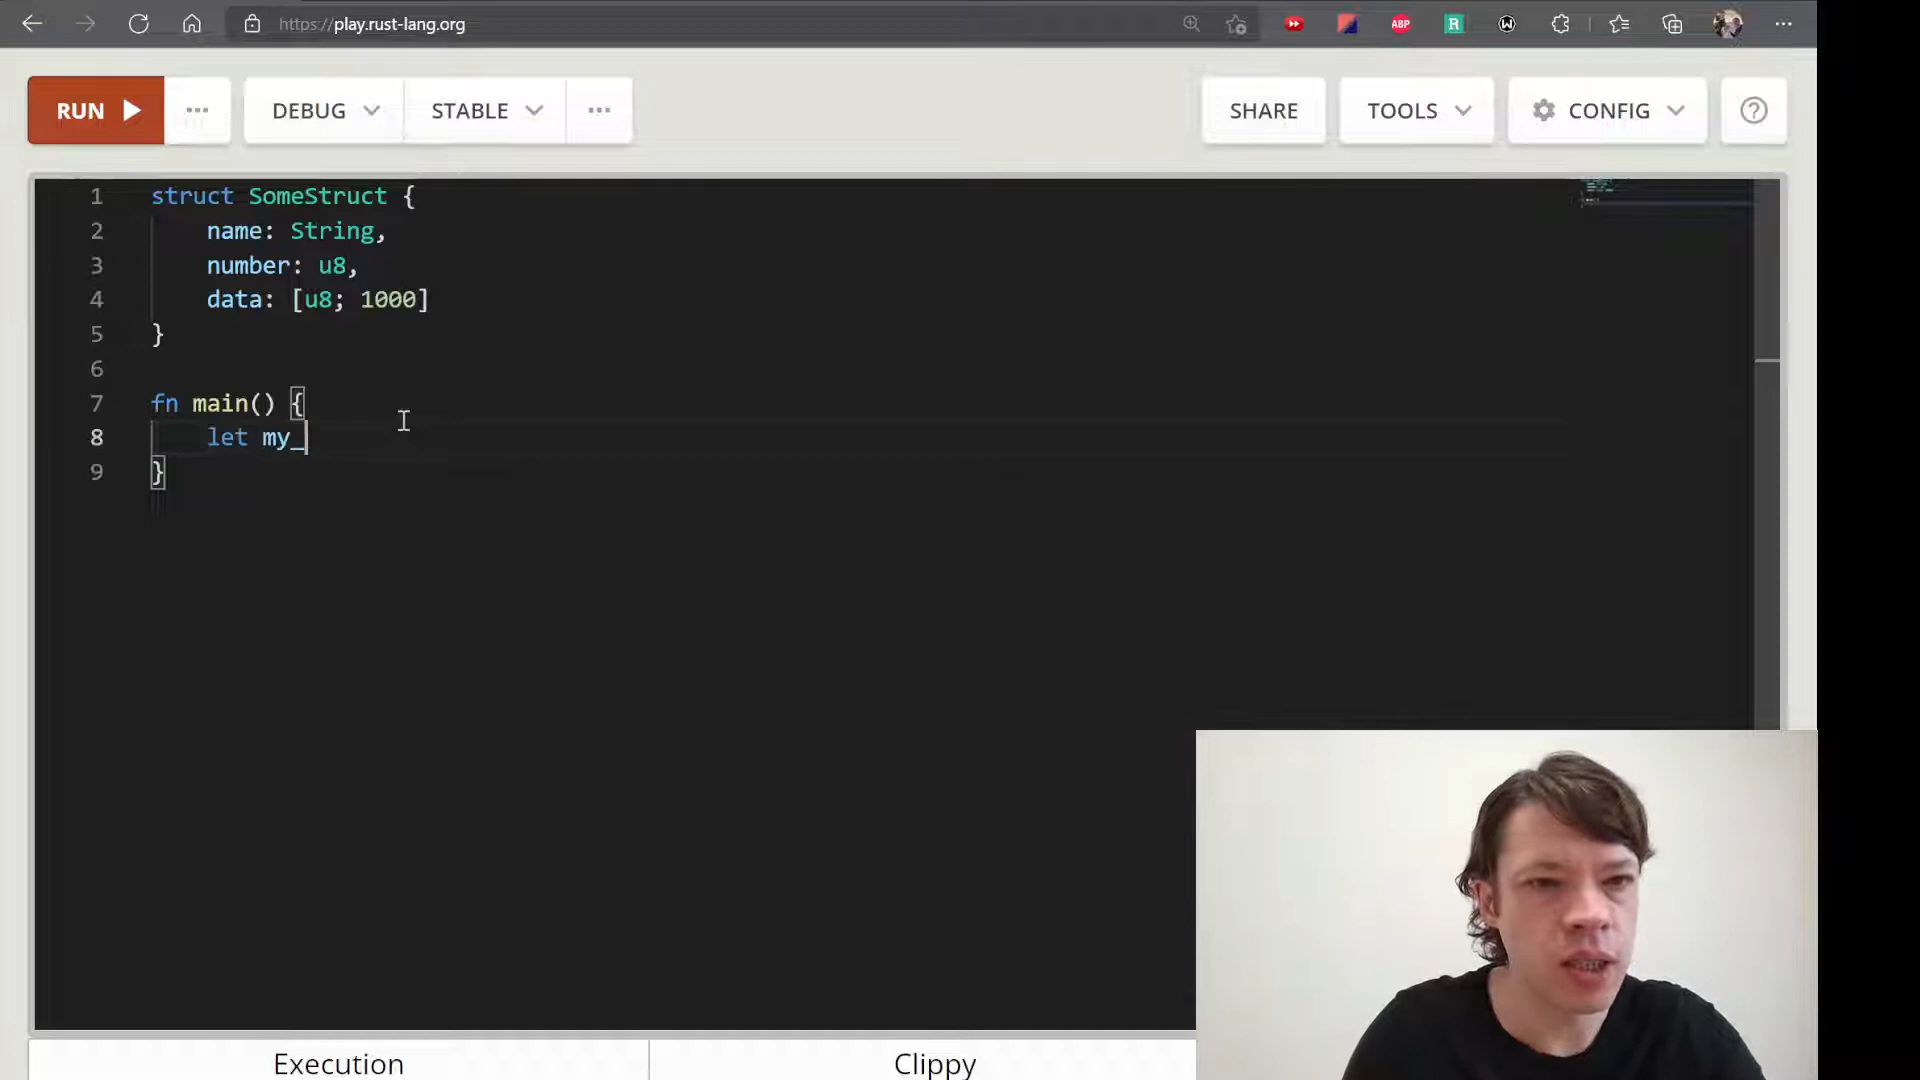 https://play.rust-lang.org
ABP
R
W
RUN
DEBUG
STABLE
SHARE
TOOLS
CONFIG
1 struct SomeStruct {
2 name: String,
3 number: u8,
4 data: [u8; 1000]
5 }
6
7 fn main() {
8 let my_
9 }
Execution
Clippy